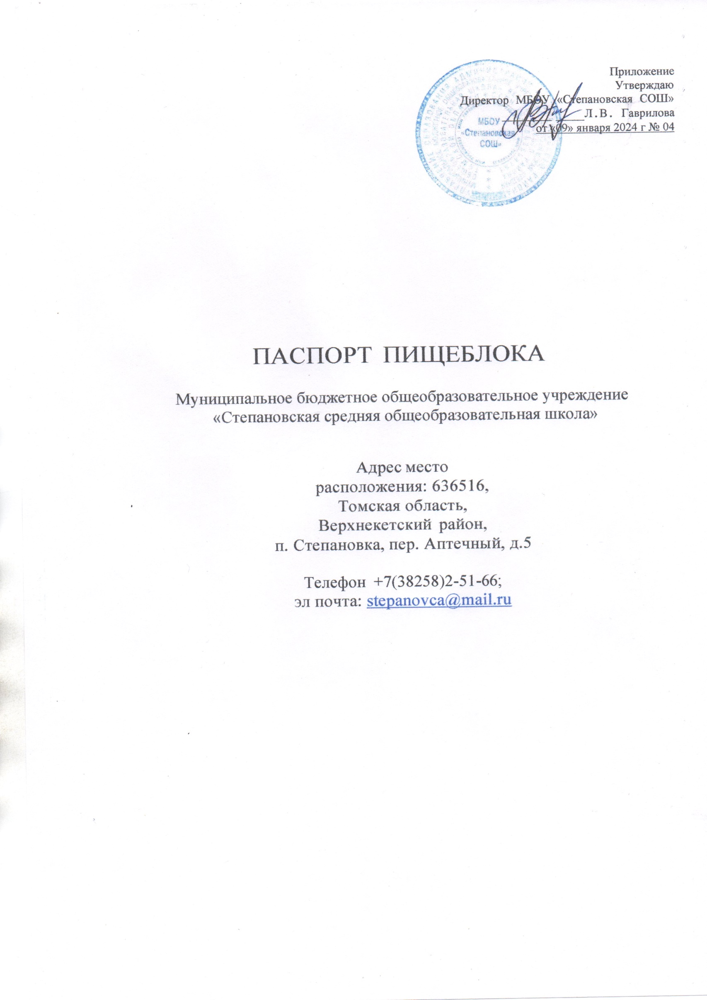 Приложение
Утверждаю
Директор МБОУ «Степановская СОШ»
Л.В. Гаврилова
от «09» января 2024 г № 04
МБОУ
«Степановская
СОШ»
ПАСПОРТ ПИЩЕБЛОКА
Муниципальное бюджетное общеобразовательное учреждение
«Степановская средняя общеобразовательная школа»
Адрес место
расположения: 636516,
Томская область,
Верхнекетский район,
п. Степановка, пер. Аптечный, д.5
Телефон +7(38258)2-51-66;
эл почта: stepanovca@mail.ru